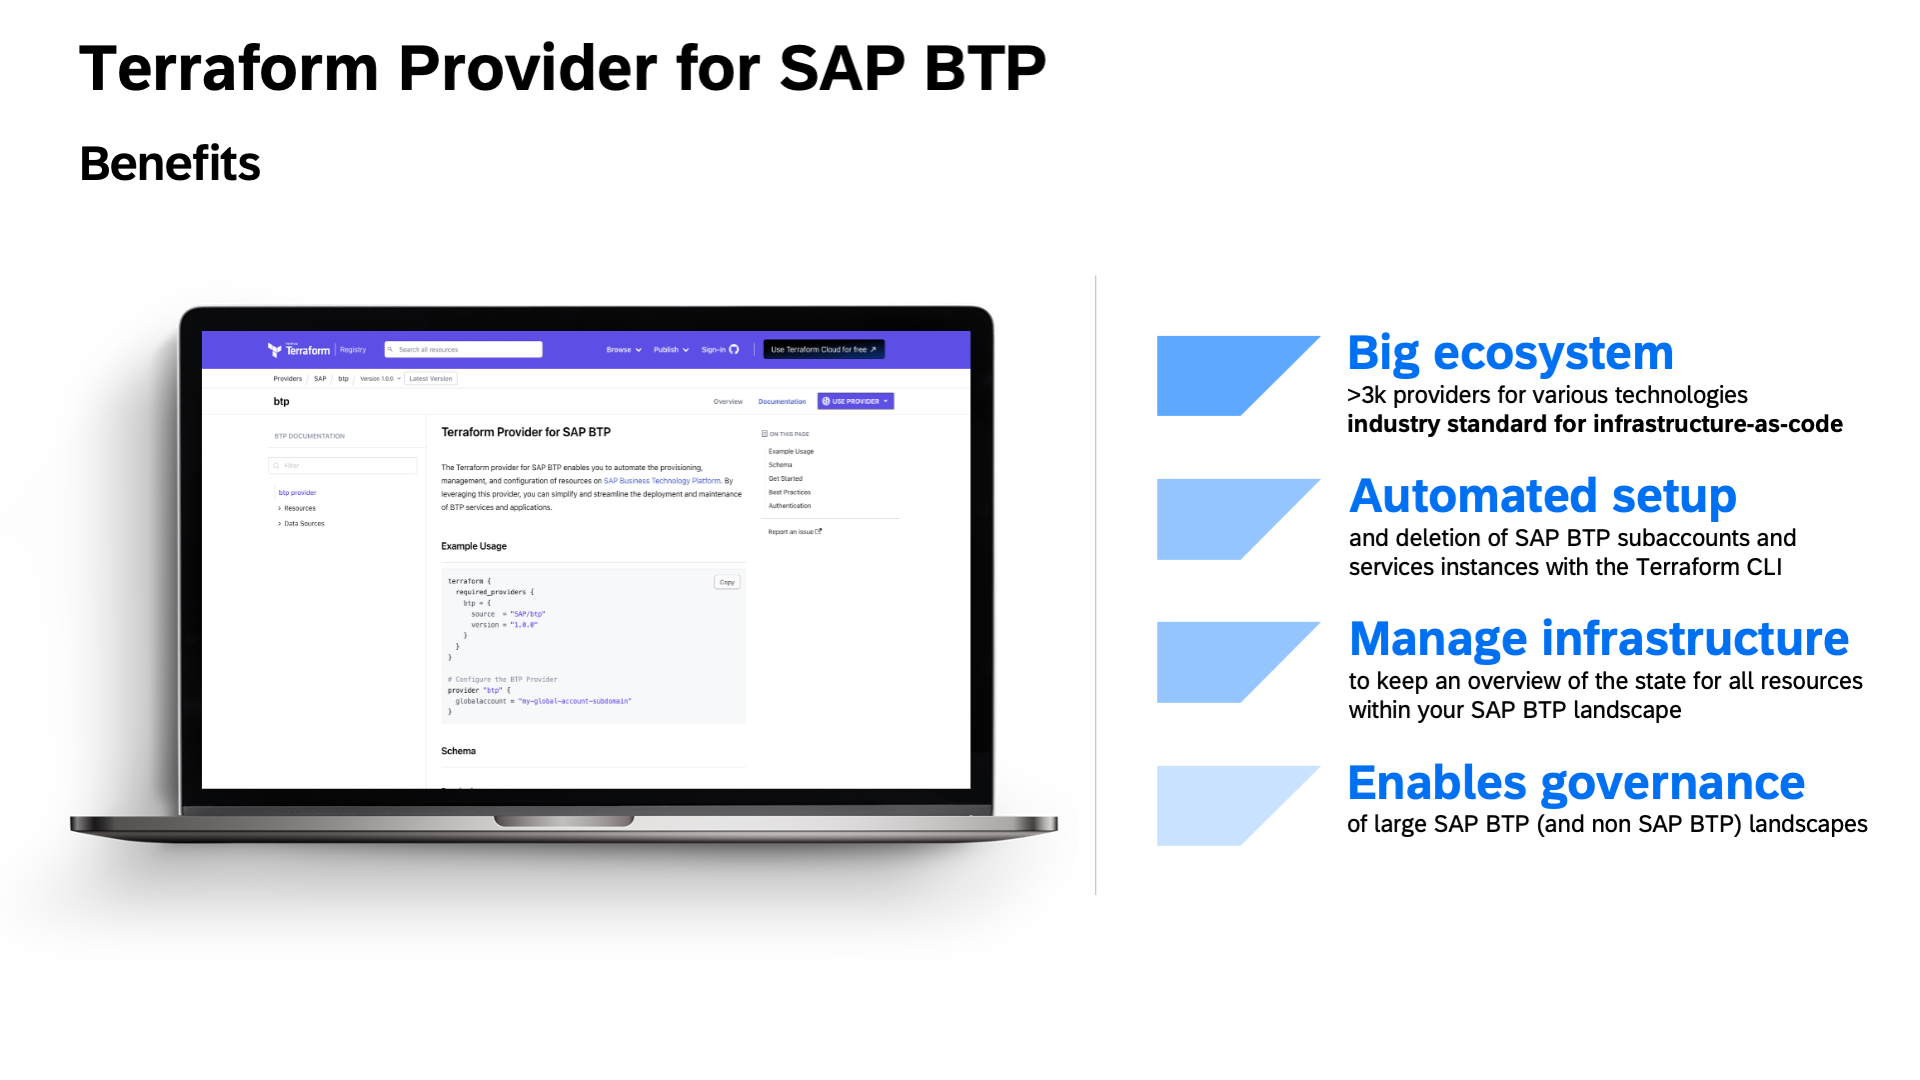 Terraform Provider for SAP BTP
Benefits
Terraform
Registry
Search all resources
Browse
Publish
Sign-in
Use Terraform Cloud for free
Providers / SAP / btp / Version 1.0.0
Latest Version
btp
Overview
Documentation
USE PROVIDER
BTP DOCUMENTATION
Filter
btp provider
Resources
Data Sources
Terraform Provider for SAP BTP
The Terraform provider for SAP BTP enables you to automate the provisioning,
management, and configuration of resources on SAP Business Technology Platform. By
leveraging this provider, you can simplify and streamline the deployment and maintenance
of BTP services and applications.
Example Usage
Copy
terraform {
required_providers {
btp = {
source = "SAP/btp"
version = "1.0.0"
}
}
}
# Configure the BTP Provider
provider "btp" {
globalaccount = "my-global-account-subdomain"
}
Schema
ON THIS PAGE
Example Usage
Schema
Get Started
Best Practices
Authentication
Report an issue
Big ecosystem
>3k providers for various technologies
industry standard for infrastructure-as-code
Automated setup
and deletion of SAP BTP subaccounts and
services instances with the Terraform CLI
Manage infrastructure
to keep an overview of the state for all resources
within your SAP BTP landscape
Enables governance
of large SAP BTP (and non SAP BTP) landscapes